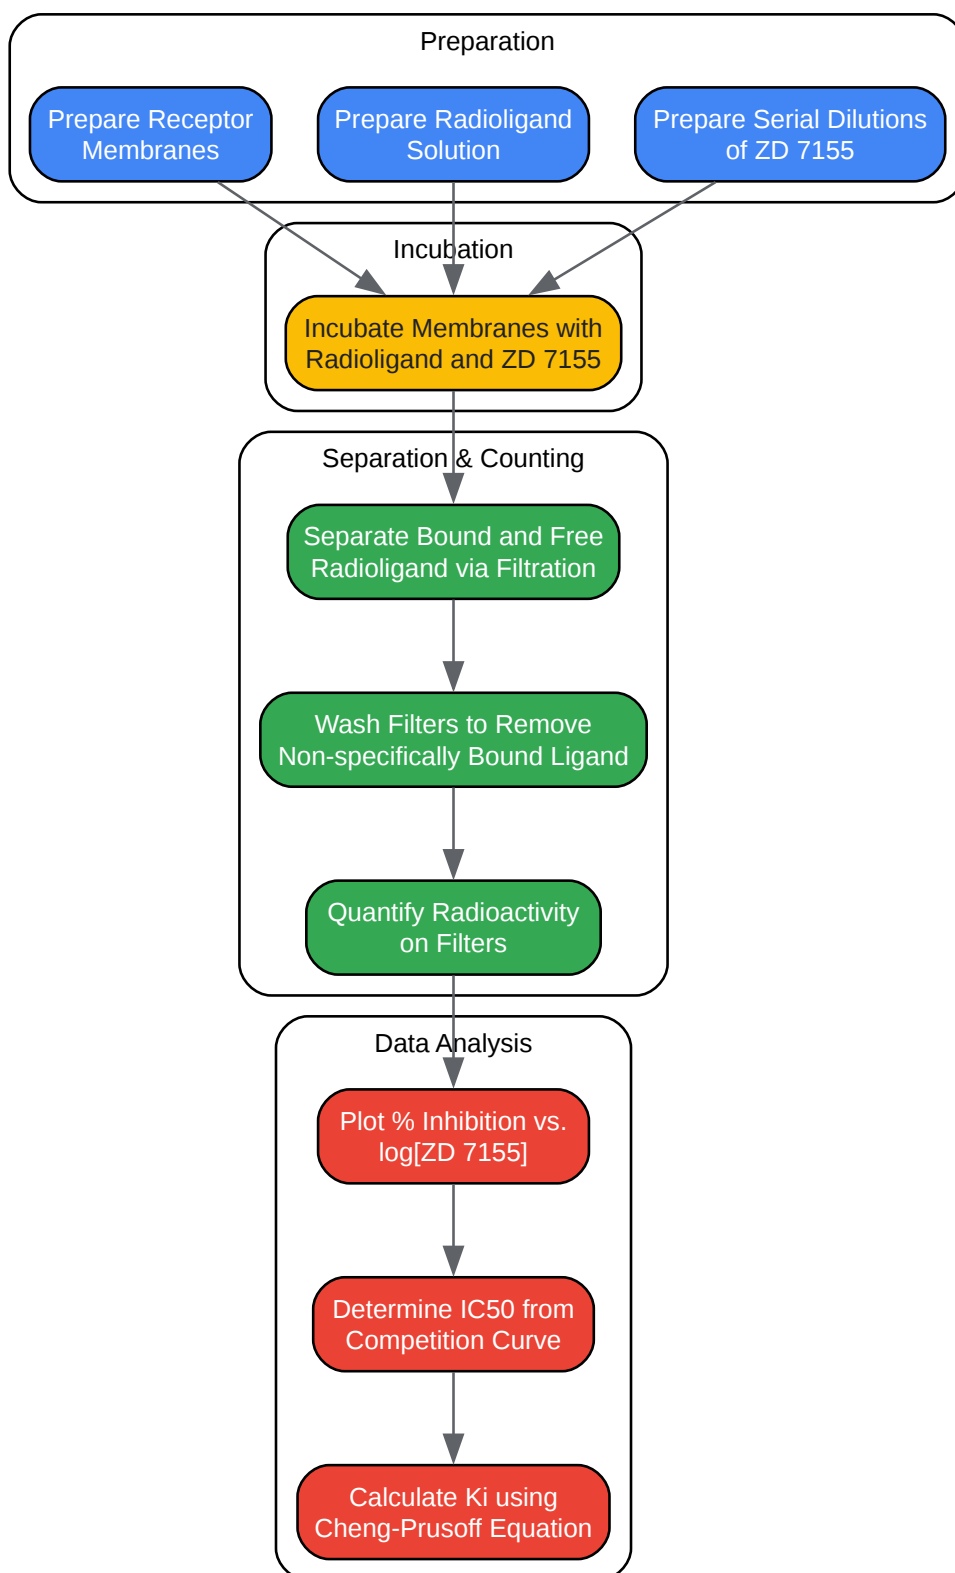 Preparation
Prepare Receptor
Membranes
Prepare Radioligand
Solution
Prepare Serial Dilutions
of ZD 7155
Incubation
Incubate Membranes with
Radioligand and ZD 7155
Separation & Counting
Separate Bound and Free
Radioligand via Filtration
Wash Filters to Remove
Non-specifically Bound Ligand
Quantify Radioactivity
on Filters
Data Analysis
Plot % Inhibition vs.
log[ZD 7155]
Determine IC50 from
Competition Curve
Calculate Ki using
Cheng-Prusoff Equation